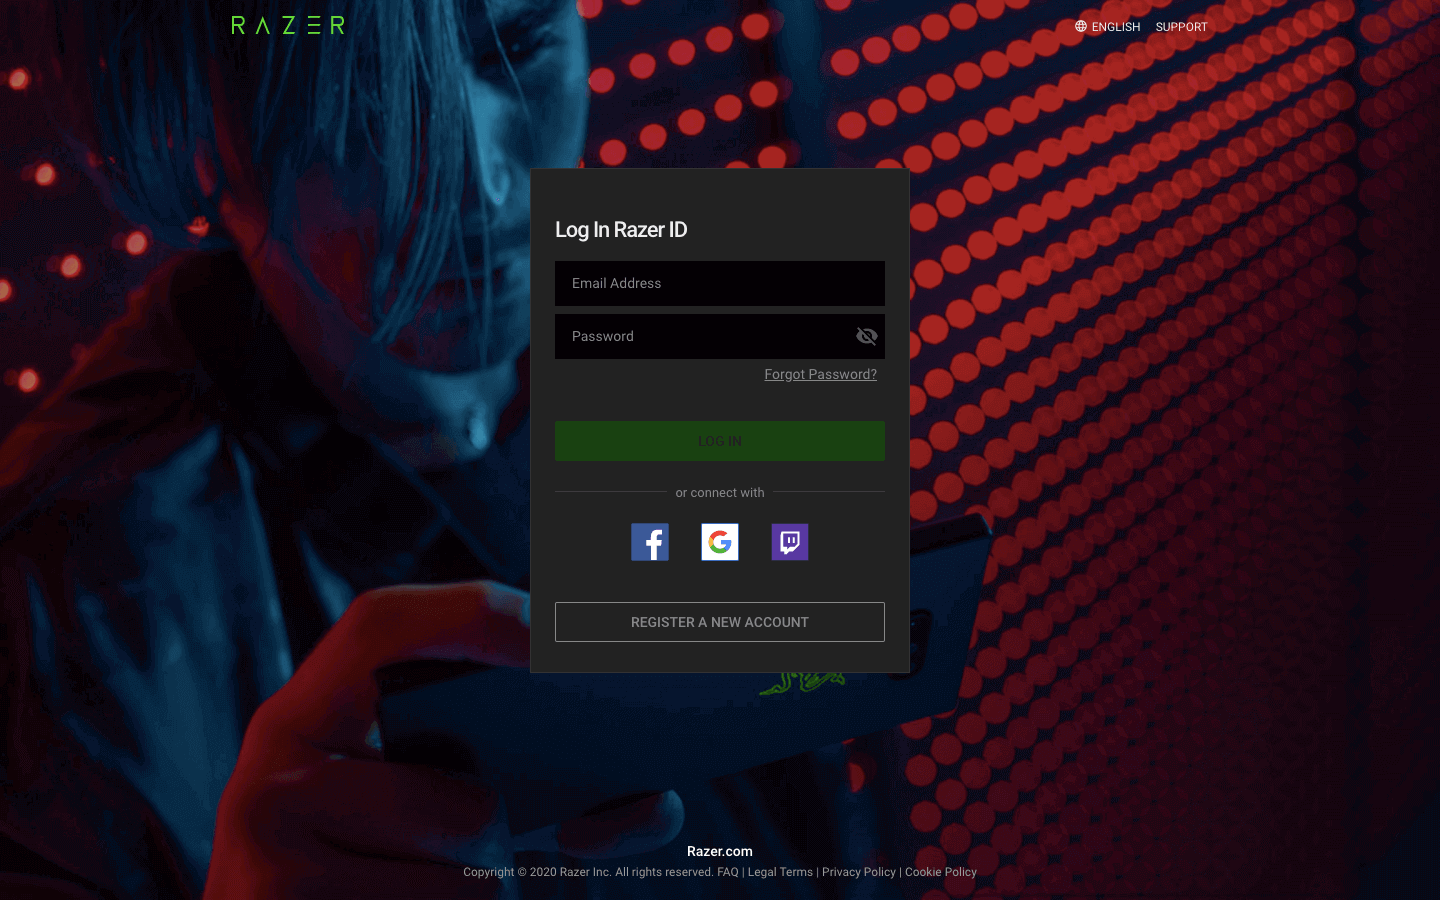 RAZER
ENGLISH SUPPORT
Log In Razer ID
Email Address
Password
Forgot Password?
LOG IN
or connect with
REGISTER A NEW ACCOUNT
Razer.com
Copyright © 2020 Razer Inc. All rights reserved. FAQ | Legal Terms | Privacy Policy | Cookie Policy